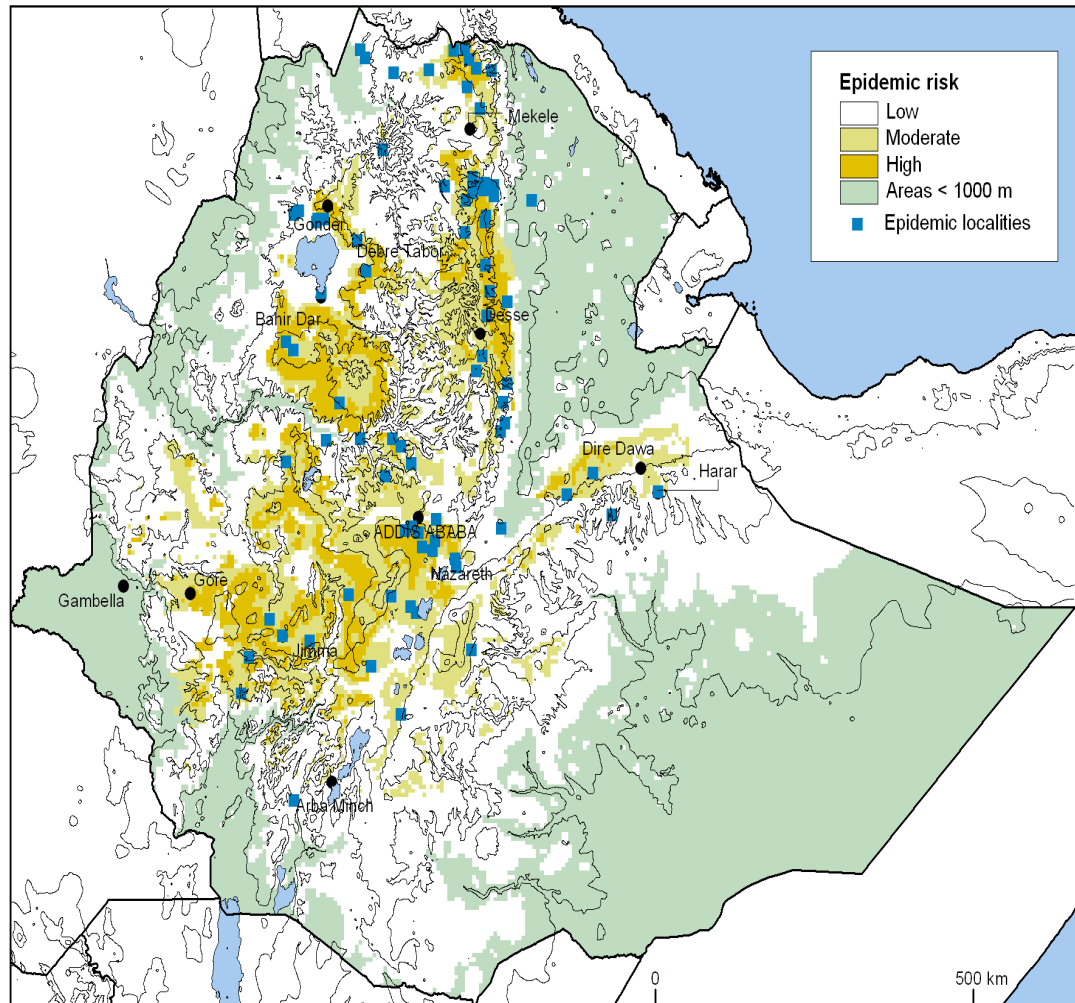 Epidemic risk
Low
Moderate
High
Areas < 1000 m
Epidemic localities
Mekele
Gonder
Debre Tabor
Bahir Dar
Desse
Dire Dawa
Harar
ADDIS ABABA
Nazareth
Gore
Gambella
Jimma
Arba Minch
0
500 km